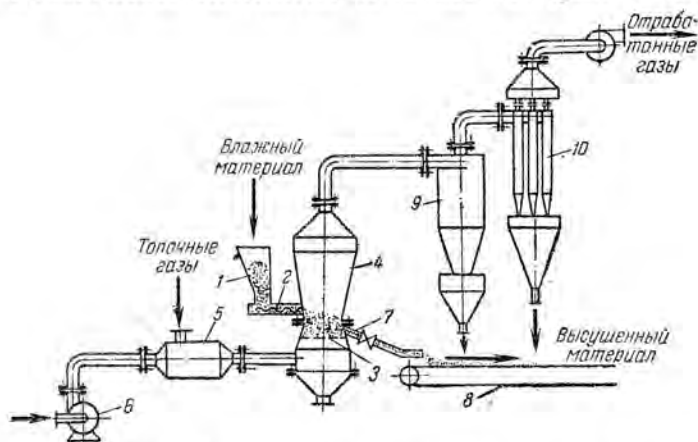 Отрабо-
танные
газы
Влажный
материал
Топочные
газы
Высушенный
материал
1
2
3
4
5
6
7
8
9
10